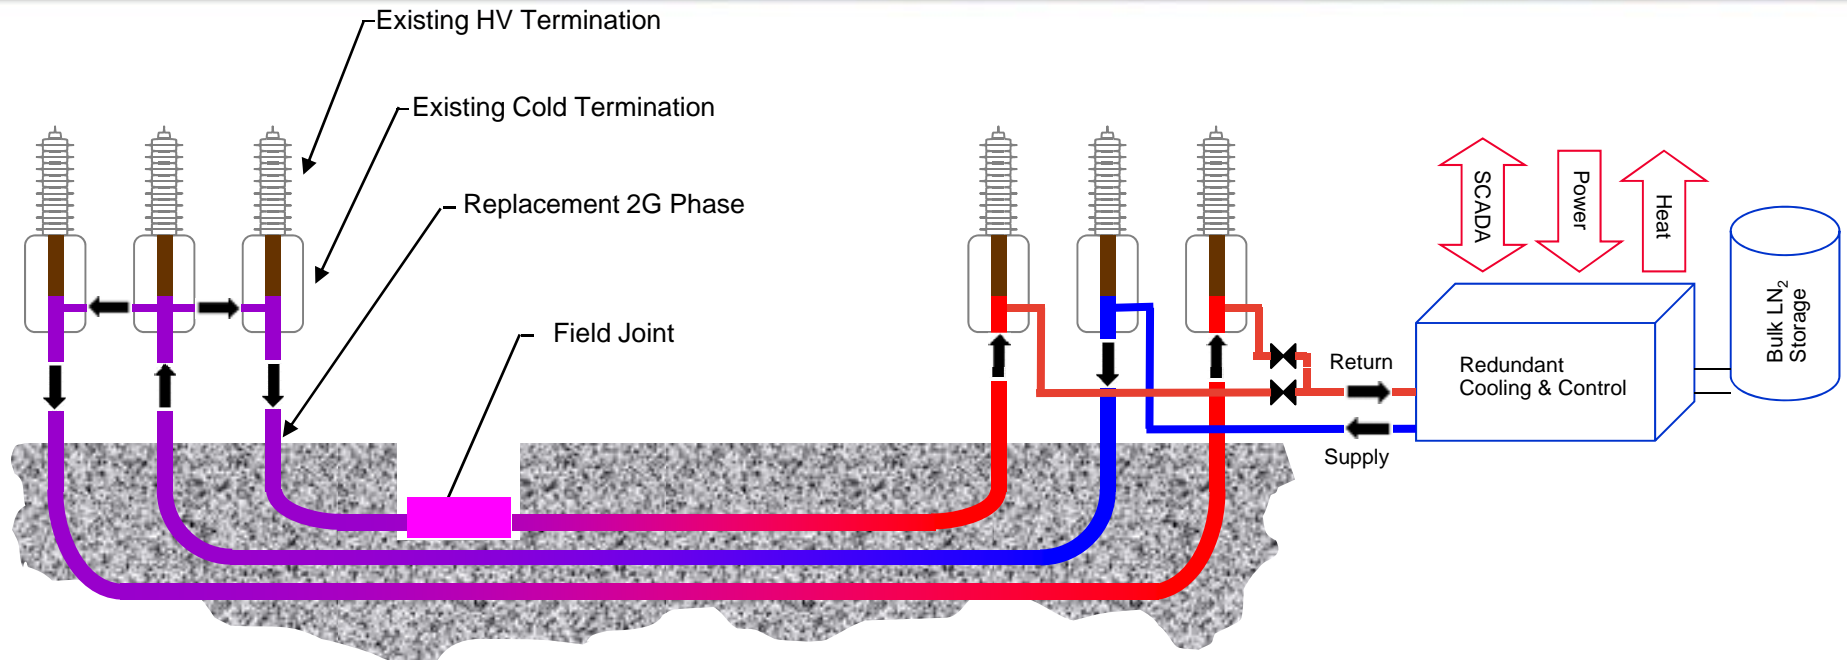 Existing HV Termination
Existing Cold Termination
Replacement 2G Phase
Field Joint
SCADA
Power
Heat
Bulk LN2
Storage
Return
Redundant
Cooling & Control
Supply